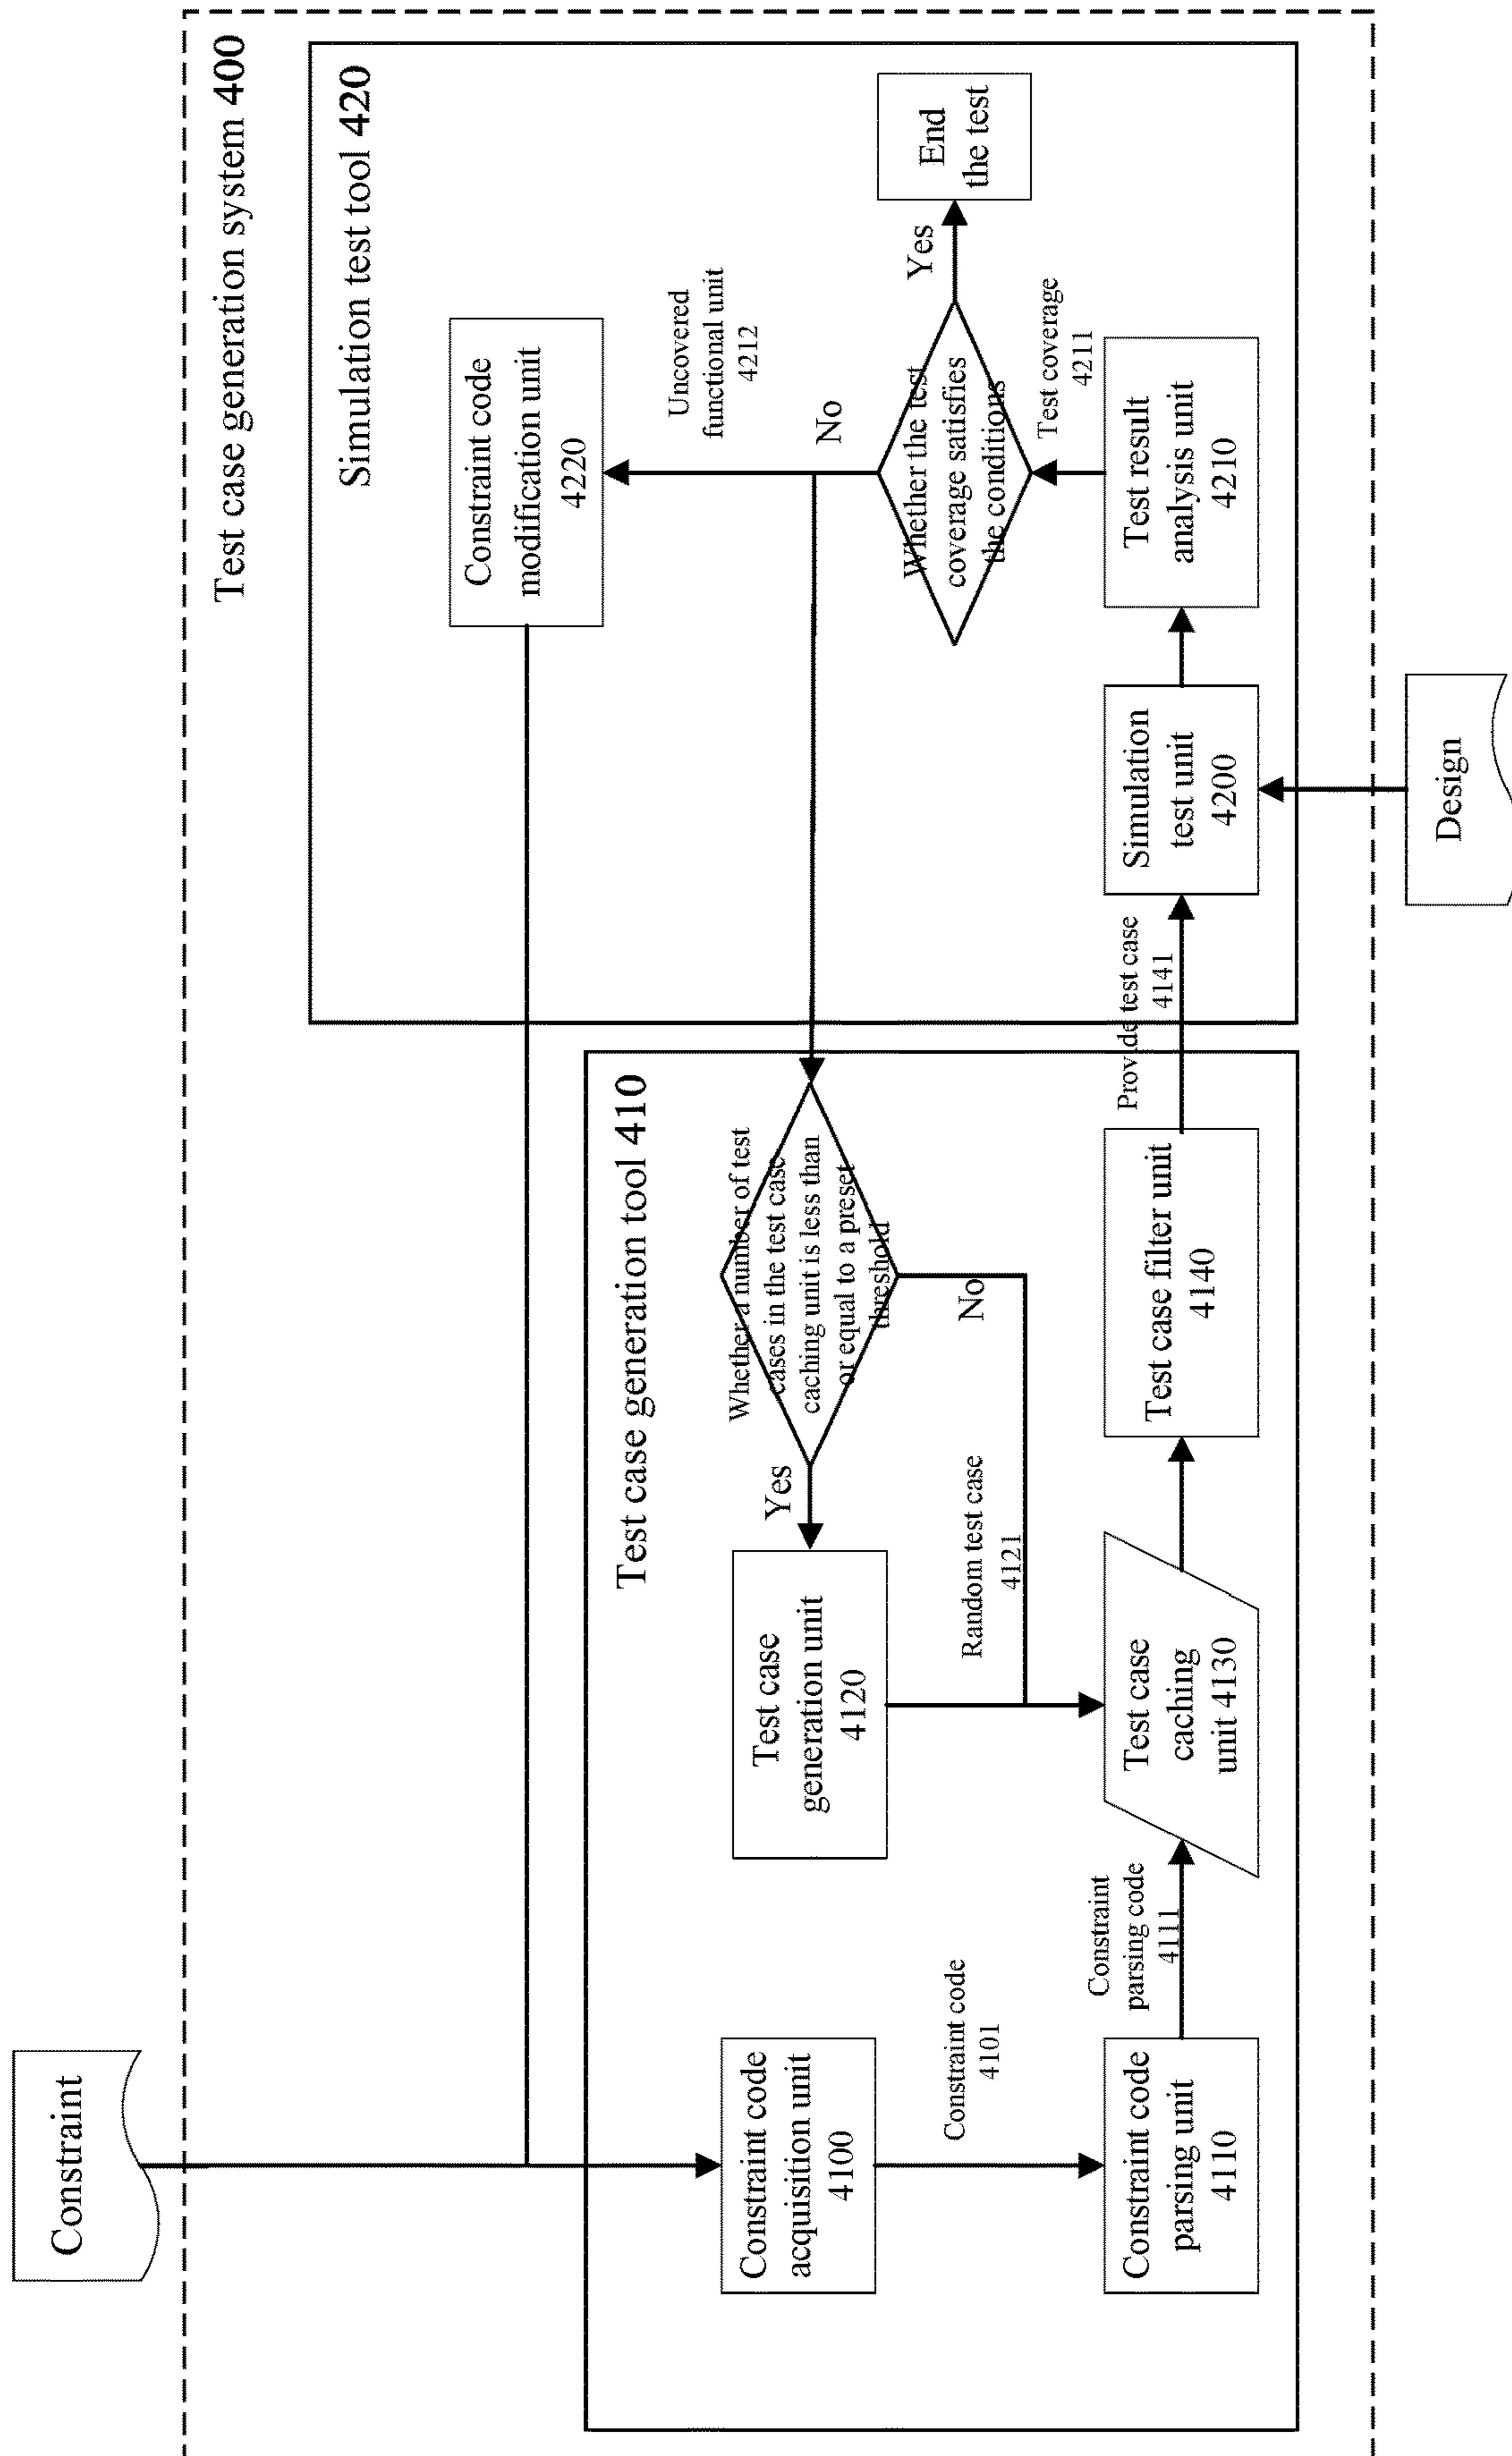 Constraint
Test case generation system 400
Test case generation tool 410
Constraint code
acquisition unit
4100
Constraint code
4101
Constraint code
parsing unit
4110
Constraint
parsing code
4111
Test case
generation unit
4120
Yes
Whether a number of test
cases in the test case
caching unit is less than
or equal to a preset
threshold
No
Random test case
4121
Test case
caching
unit 4130
Test case filter unit
4140
Provide test case
4141
Simulation test tool 420
Constraint code
modification unit
4220
Uncovered
functional unit
4212
No
Whether the test
coverage satisfies
the conditions
Yes
End
the test
Test coverage
4211
Simulation
test unit
4200
Test result
analysis unit
4210
Design